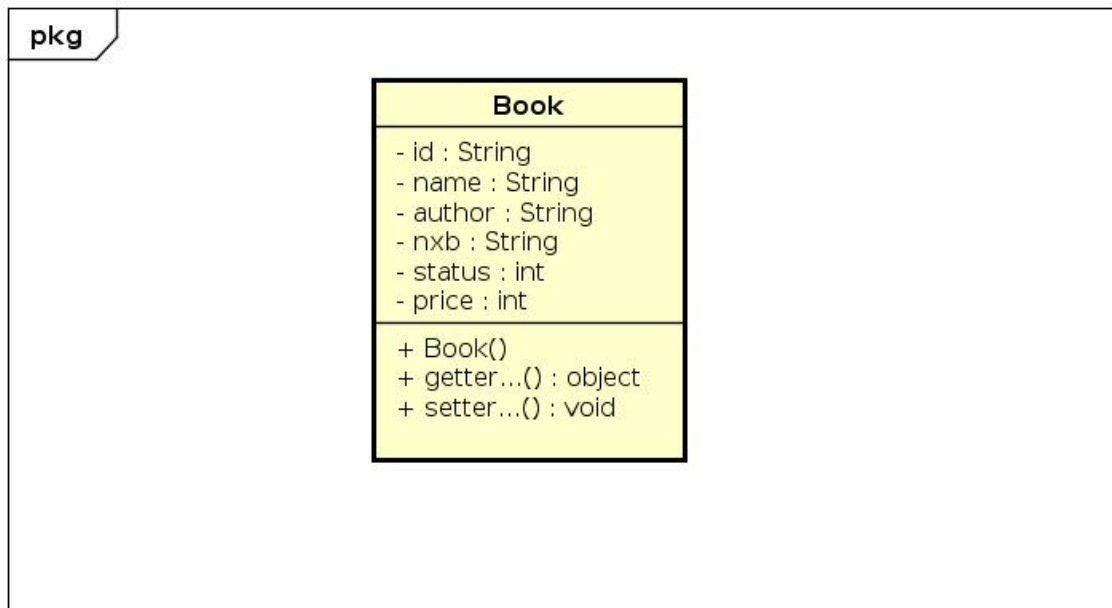 pkg
Book
- id : String
- name : String
- author : String
- nxb : String
- status : int
- price : int
+ Book()
+ getter...() : object
+ setter...() : void